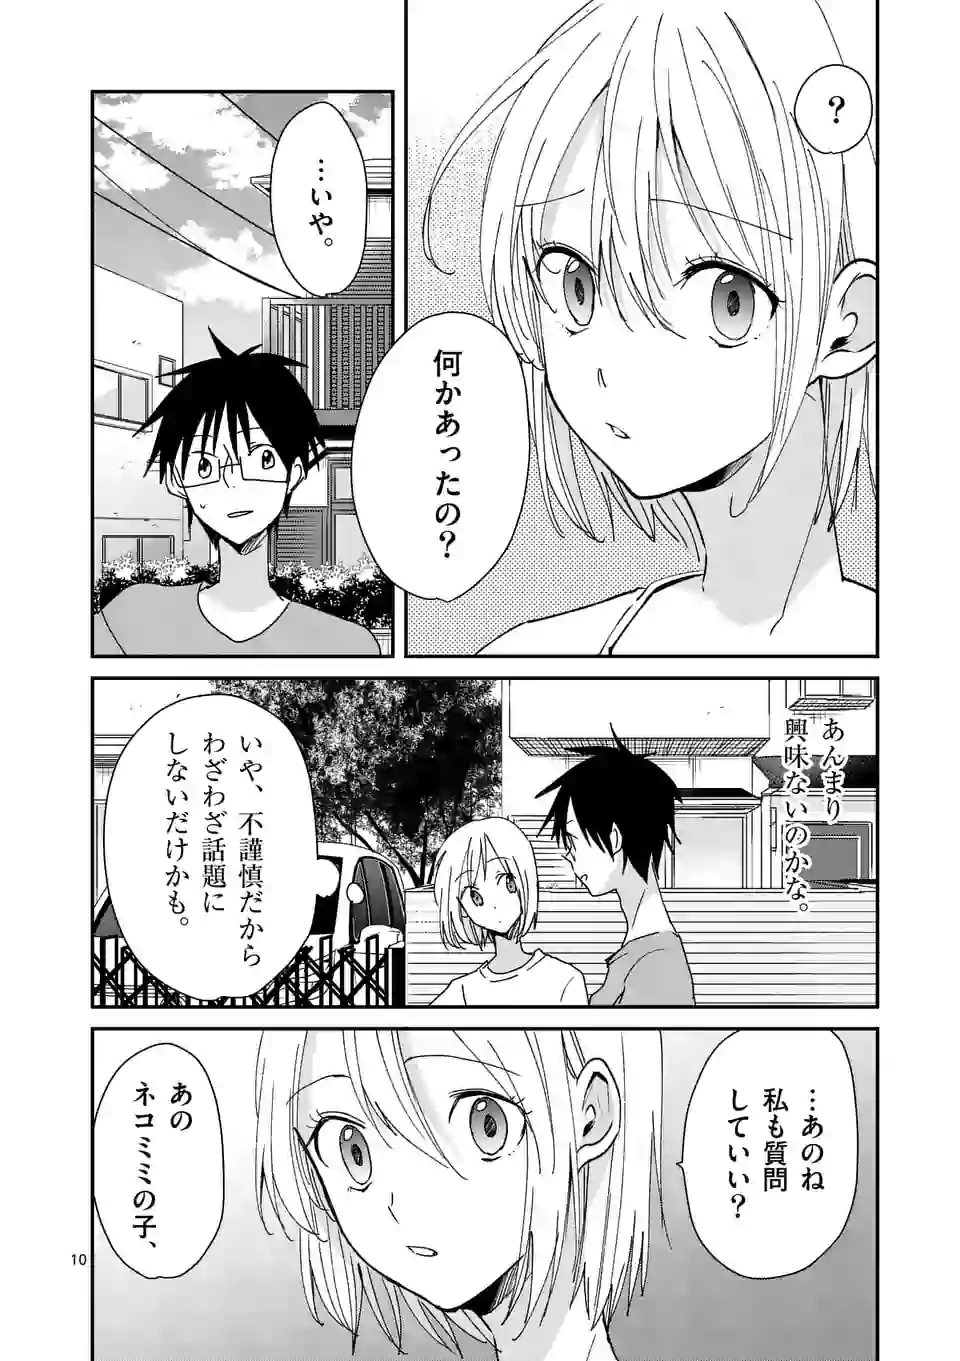 ？
何かあったの？
…いや。
あんまり
興味ないのかな。
いや、不謹慎だから
わざわざ話題に
しないだけかも。
…あのね
私も質問
していい？
あの
ネコミミの子、
10